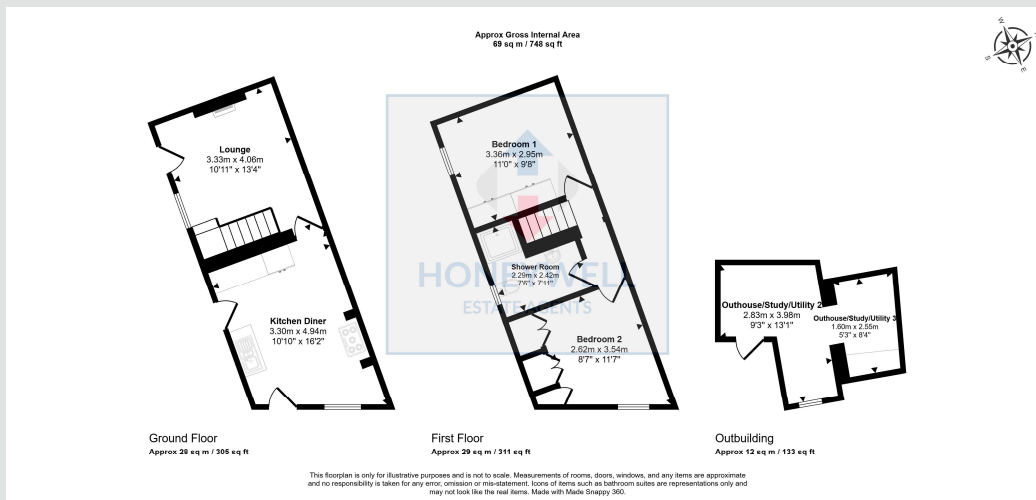 Approx Gross Internal Area
69 sq m / 748 sq ft
W
S
E
Lounge
3.33m x 4.06m
10'11" x 13'4"
Kitchen Diner
3.30m x 4.94m
10'10" x 16'2"
Ground Floor
Approx 28 sq m / 305 sq ft
Bedroom 1
3.36m x 2.95m
11'0" x 9'8"
Shower Room
2.29m x 2.42m
7'6" x 7'11"
HONEYWELL
ESTATE AGENTS
Bedroom 2
2.62m x 3.54m
8'7" x 11'7"
First Floor
Approx 29 sq m / 311 sq ft
Outhouse/Study/Utility 2
2.83m x 3.98m
9'3" x 13'1"
Outhouse/Study/Utility 3
1.60m x 2.55m
5'3" x 8'4"
Outbuilding
Approx 12 sq m / 133 sq ft
This floorplan is only for illustrative purposes and is not to scale. Measurements of rooms, doors, windows, and any items are approximate
and no responsibility is taken for any error, omission or mis-statement. Icons of items such as bathroom suites are representations only and
may not look like the real items. Made with Made Snappy 360.